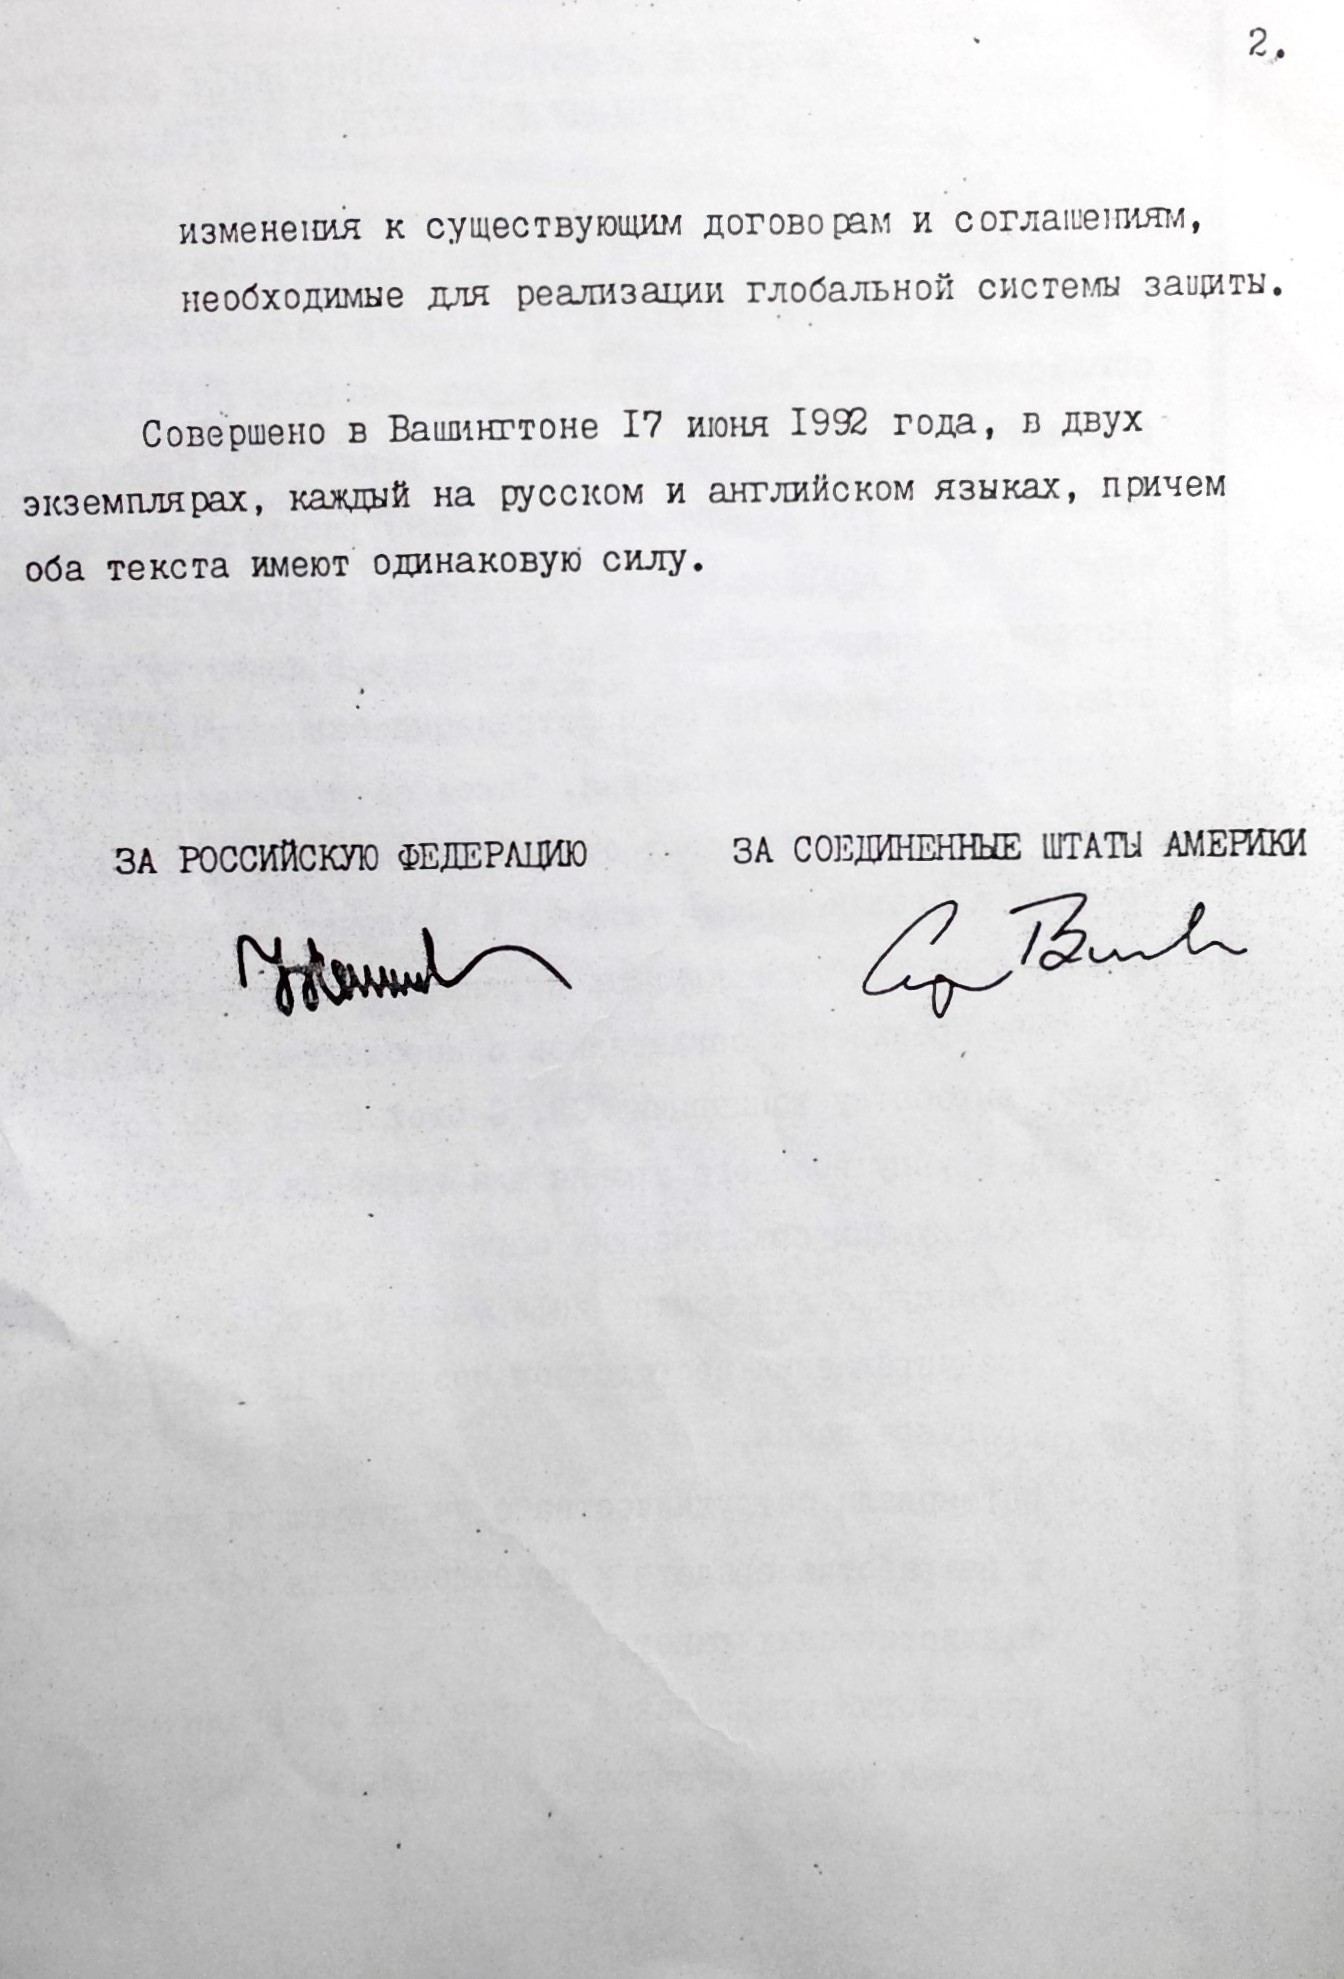 2.
изменения к существующим договорам и соглашениям,
необходимые для реализации глобальной системы защиты.
Совершено в Вашингтоне 17 июня 1992 года, в двух
экземплярах, каждый на русском и английском языках, причем
оба текста имеют одинаковую силу.
ЗА РОССИЙСКУЮ ФЕДЕРАЦИЮ ЗА СОЕДИНЕННЫЕ ШТАТЫ АМЕРИКИ